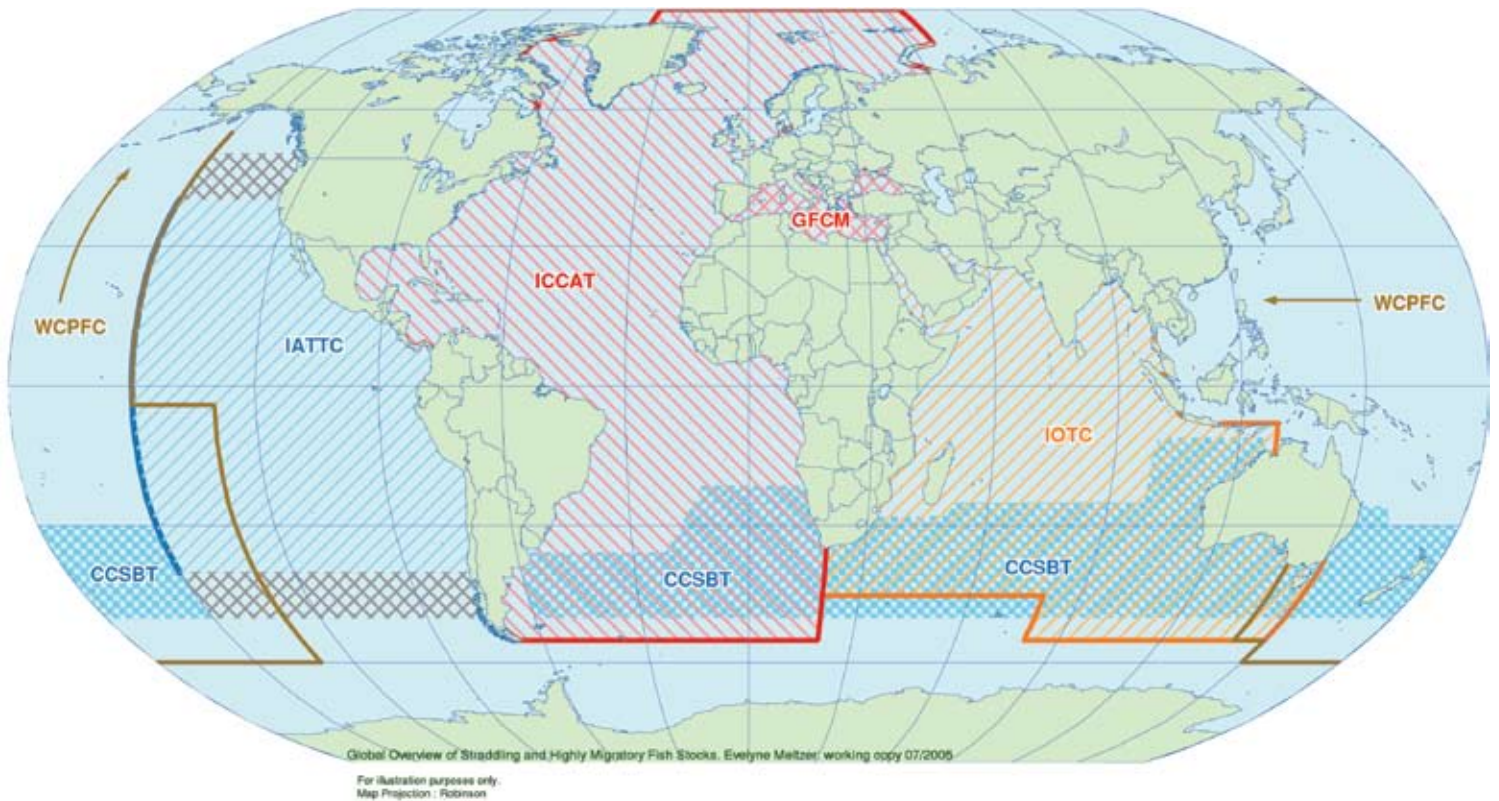 GFCM
ICCAT
WCPFC
WCPFC
IATTC
IOTC
CCSBT
CCSBT
CCSBT
Global Overview of Straddling and Highly Migratory Fish Stocks. Evelyne Meltzer: working copy 07/2005
For illustration purposes only.
Map Projection : Robinson